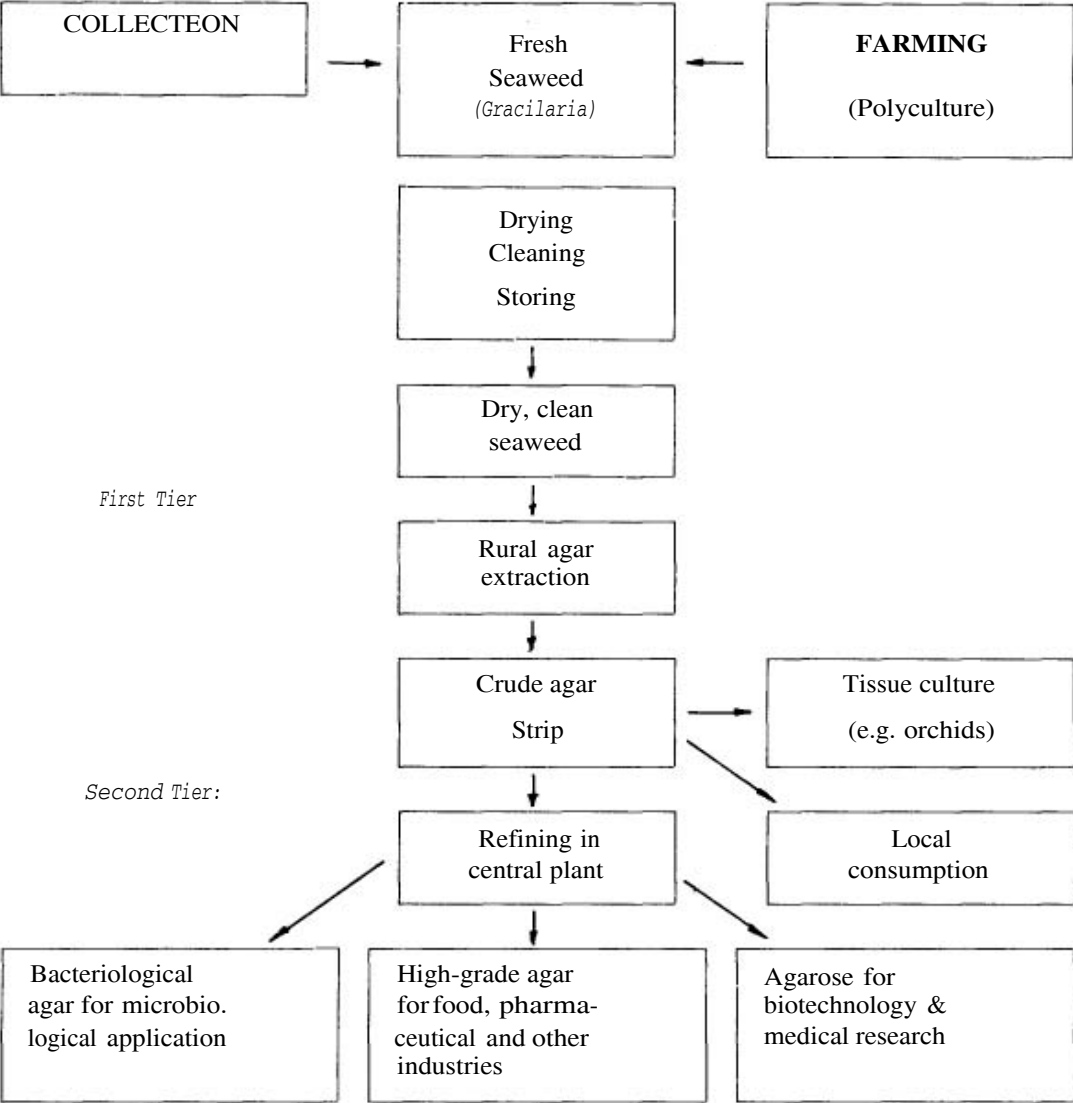 COLLECTEON
Fresh
Seaweed
(Gracilaria)
FARMING
(Polyculture)
Drying
Cleaning
Storing
Dry, clean
seaweed
First Tier
Rural agar
extraction
Crude agar
Strip
Tissue culture
(e.g. orchids)
Second Tier:
Refining in
central plant
Local
consumption
Bacteriological
agar for microbio.
logical application
High-grade agar
for food, pharma-
ceutical and other
industries
Agarose for
biotechnology &
medical research